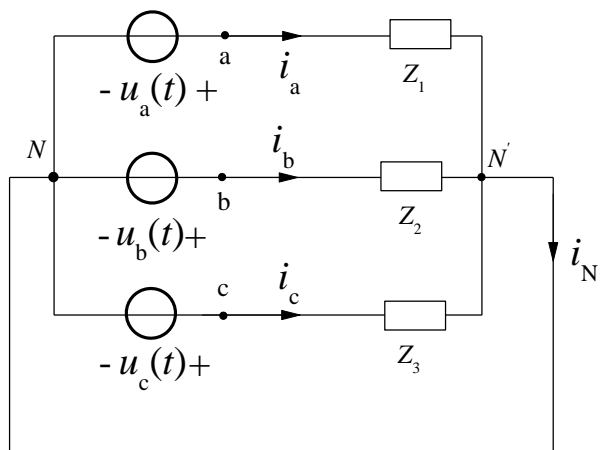 a
i_a
Z_1
- u_a(t) +
N
i_b
N'
b
Z_2
- u_b(t) +
i_N
c
i_c
Z_3
- u_c(t) +